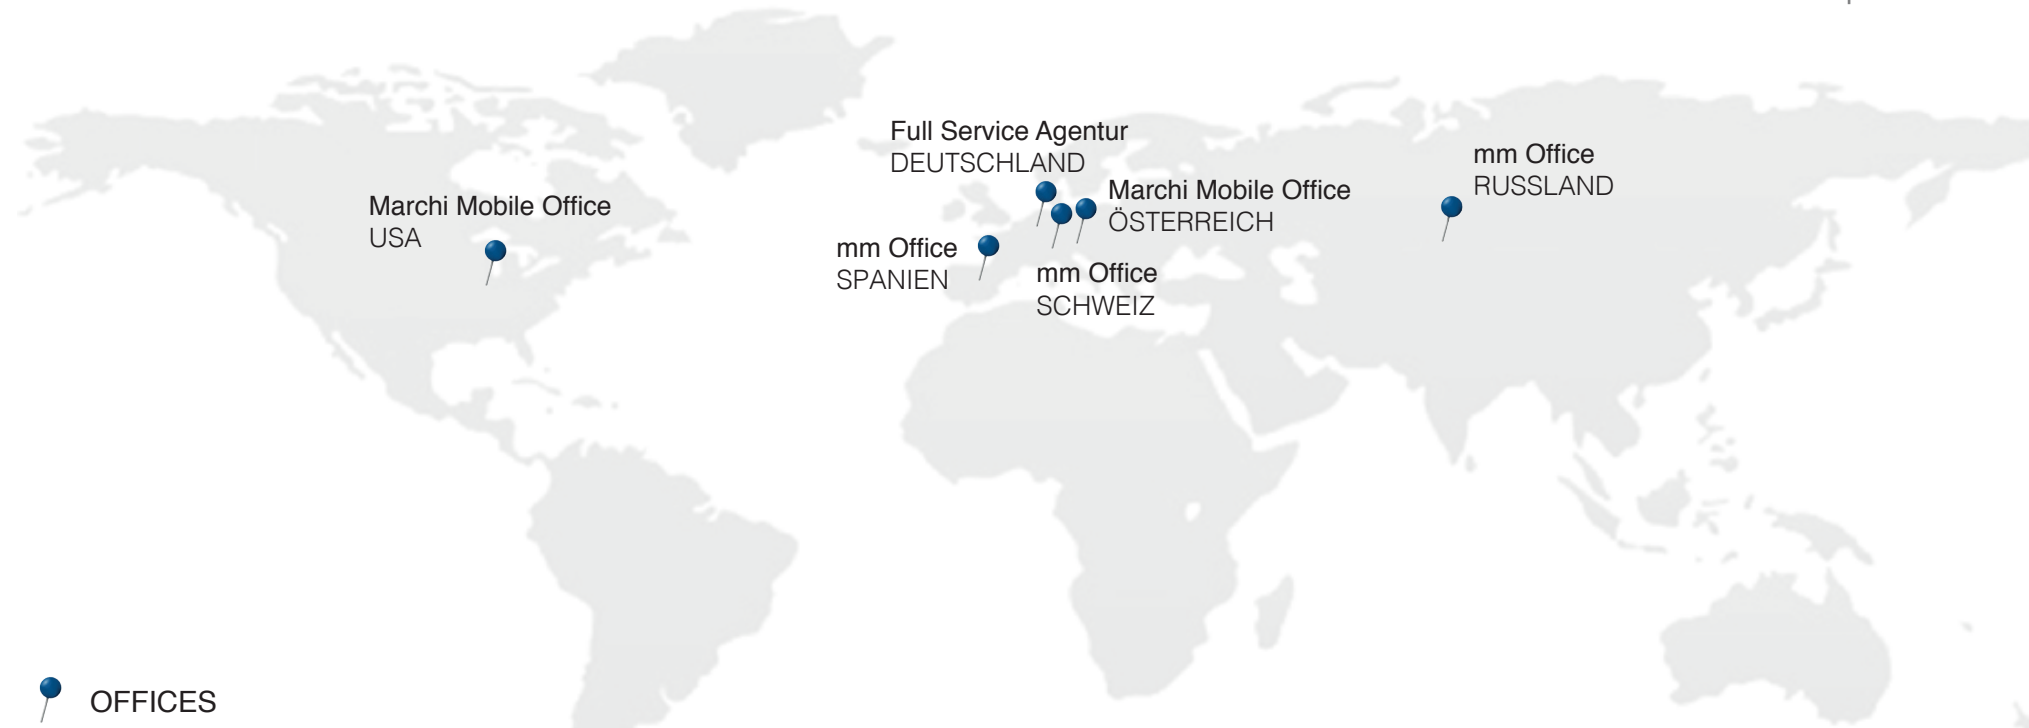 Full Service Agentur
DEUTSCHLAND
mm Office
RUSSLAND
Marchi Mobile Office
USA
Marchi Mobile Office
ÖSTERREICH
mm Office
SPANIEN
mm Office
SCHWEIZ
OFFICES